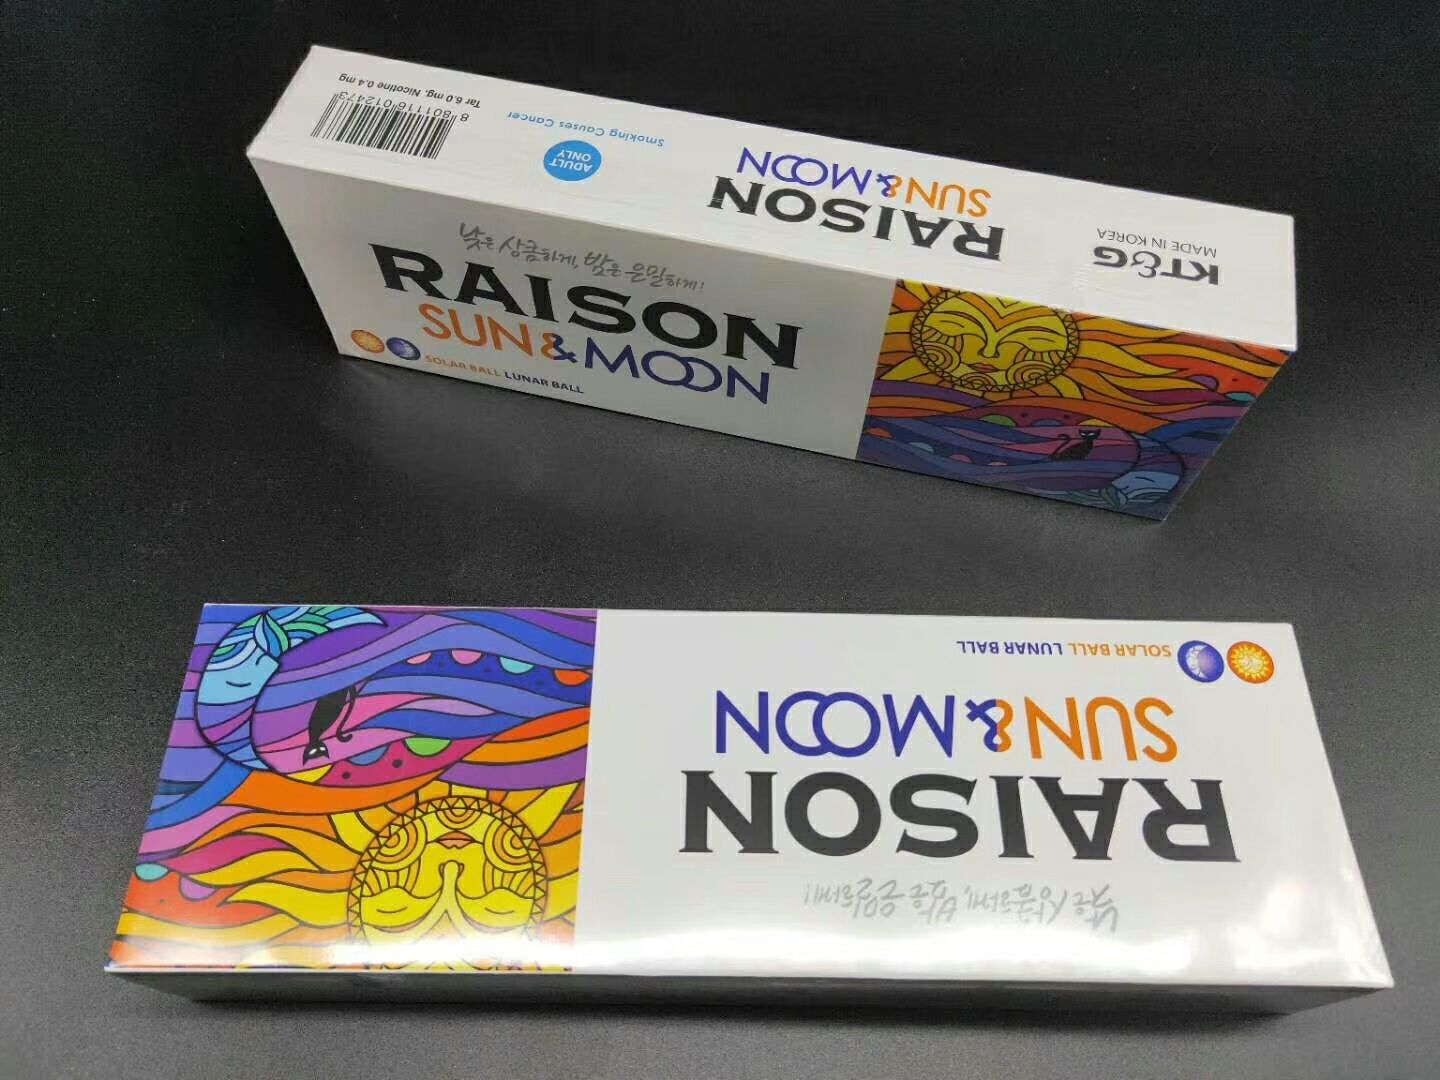 Tar 6.0 mg. Nicotine 0.4 mg
8 801116 012473
Smoking Causes Cancer
ADULT
ONLY
RAISON
SUN&MOON
KT&G
MADE IN KOREA
낮은 상큼하게, 밤은 은밀하게!
RAISON
SUN&MOON
SOLAR BALL LUNAR BALL
낮은 상큼하게, 밤은 은밀하게!
RAISON
SUN&MOON
SOLAR BALL LUNAR BALL